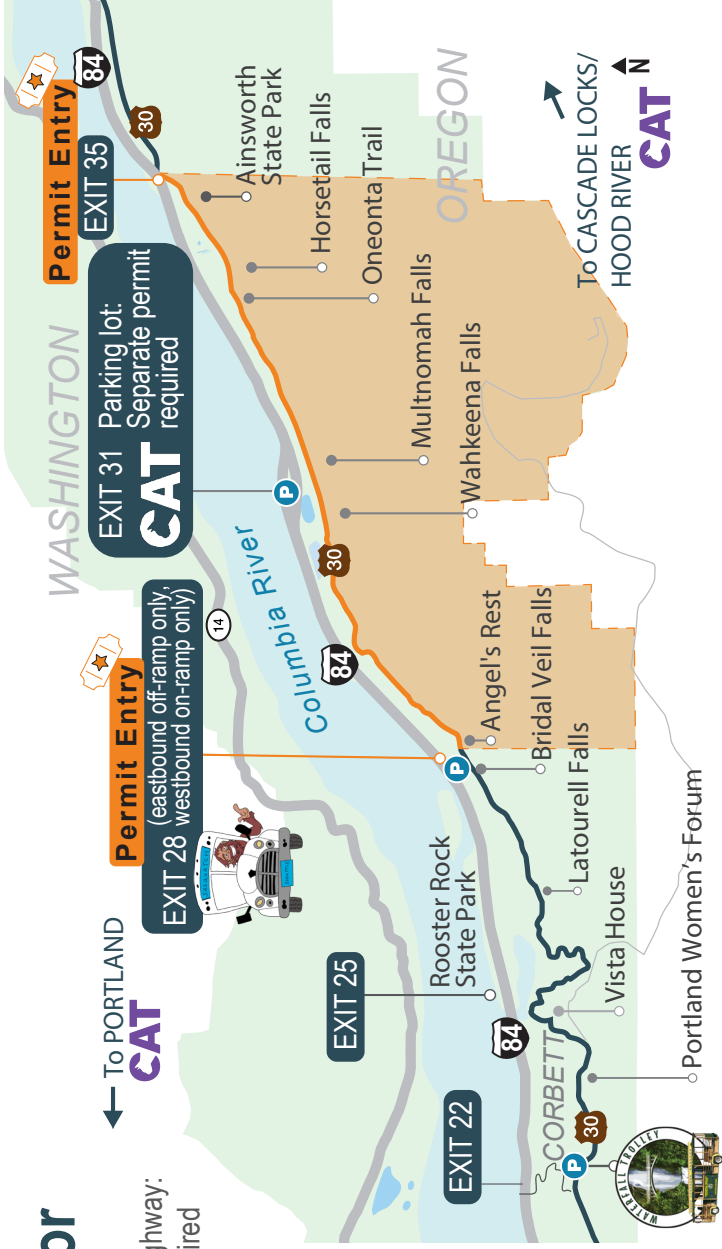 or
ghway:
ired
To PORTLAND
CAT
WASHINGTON
Permit Entry
EXIT 28 (eastbound off-ramp only,
westbound on-ramp only)
EXIT 31 Parking lot:
Separate permit
required
CAT
Permit Entry
EXIT 35
84
30
14
Columbia River
84
30
EXIT 25
Rooster Rock
State Park
EXIT 22
84
CORBETT
30
WATERFALL TROLLEY
Portland Women's Forum
Vista House
Latourell Falls
Bridal Veil Falls
Angel's Rest
Wahkeena Falls
Multnomah Falls
Oneonta Trail
Horsetail Falls
Ainsworth
State Park
OREGON
P
P
P
To CASCADE LOCKS/
HOOD RIVER
CAT
N